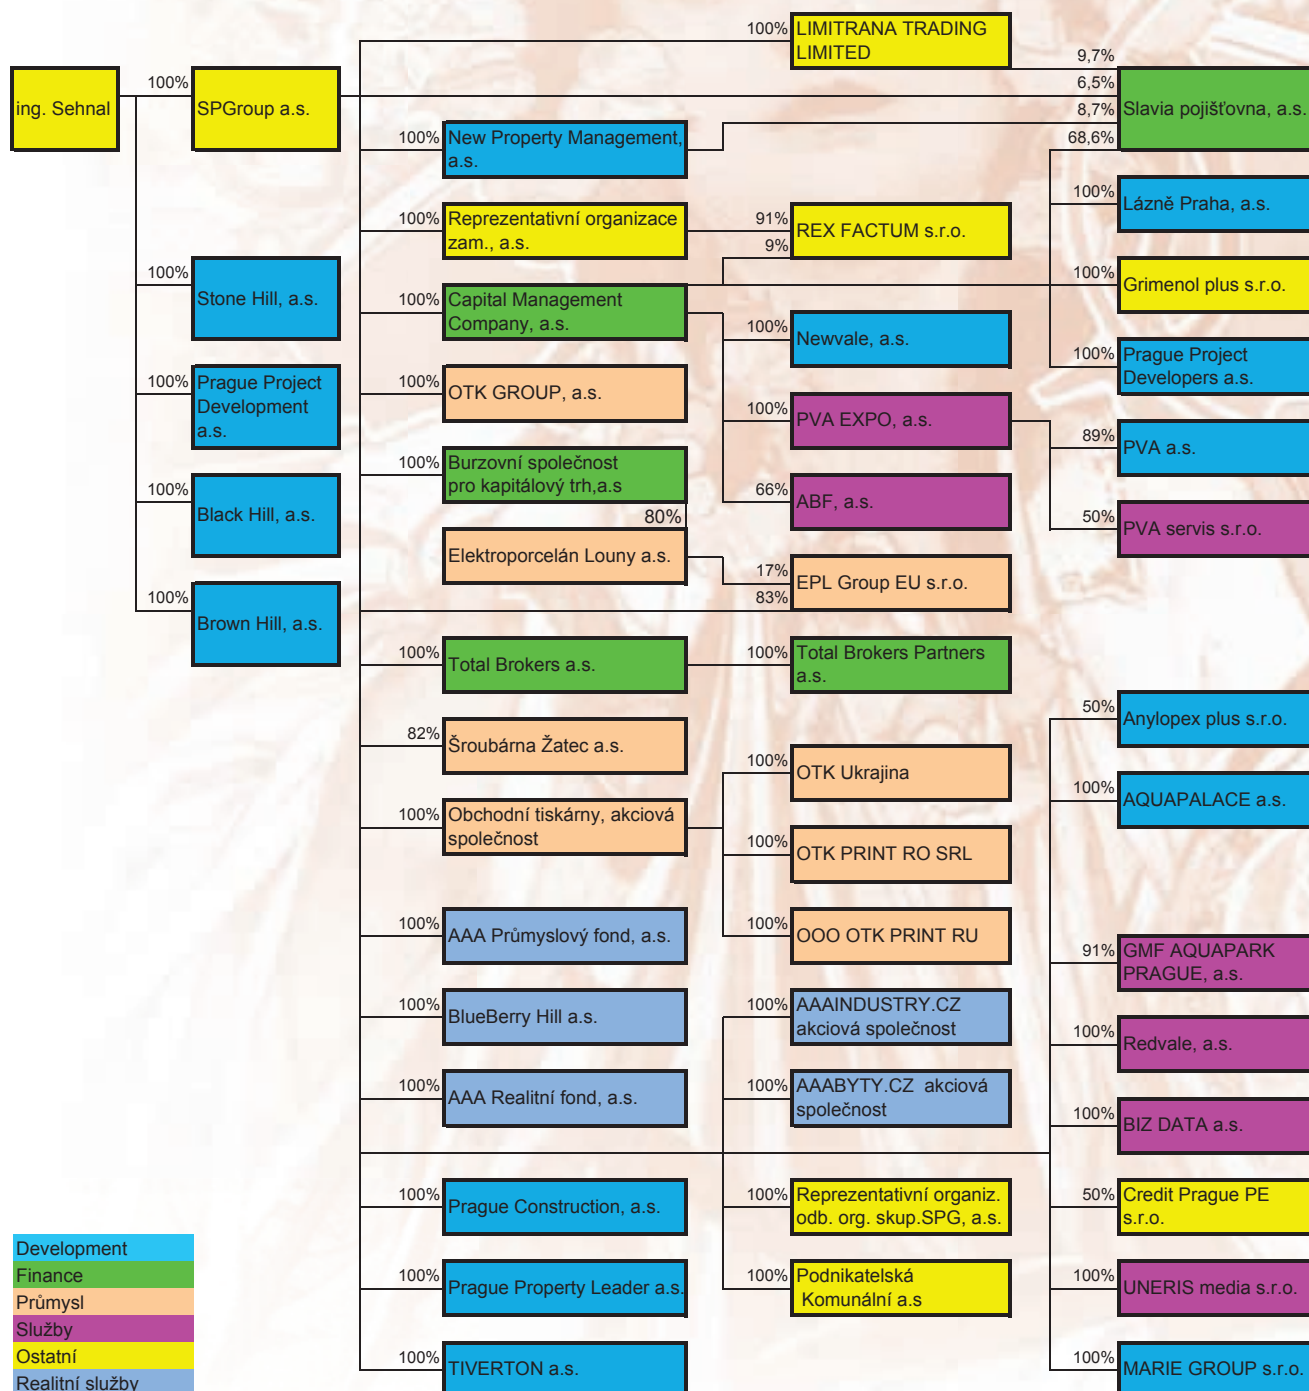 ing. Sehnal
100%
SPGroup a.s.
100%
Stone Hill, a.s.
100%
Prague Project
Development
a.s.
100%
Black Hill, a.s.
100%
Brown Hill, a.s.
100%
New Property Management,
a.s.
100%
Reprezentativní organizace
zam., a.s.
100%
Capital Management
Company, a.s.
100%
OTK GROUP, a.s.
100%
Burzovní společnost
pro kapitálový trh,a.s
80%
Elektroporcelán Louny a.s.
100%
Total Brokers a.s.
82%
Šroubárna Žatec a.s.
100%
Obchodní tiskárny, akciová
společnost
100%
AAA Průmyslový fond, a.s.
100%
BlueBerry Hill a.s.
100%
AAA Realitní fond, a.s.
100%
Prague Construction, a.s.
100%
Prague Property Leader a.s.
100%
TIVERTON a.s.
100%
LIMITRANA TRADING
LIMITED
91%
REX FACTUM s.r.o.
9%
100%
Newvale, a.s.
100%
PVA EXPO, a.s.
66%
ABF, a.s.
17%
EPL Group EU s.r.o.
83%
100%
Total Brokers Partners
a.s.
100%
OTK Ukrajina
100%
OTK PRINT RO SRL
100%
OOO OTK PRINT RU
100%
AAAINDUSTRY.CZ
akciová společnost
100%
AAABYTY.CZ  akciová
společnost
100%
Reprezentativní organiz.
odb. org. skup.SPG, a.s.
100%
Podnikatelská
Komunální a.s
9,7%
6,5%
8,7%
68,6%
Slavia pojišťovna, a.s.
100%
Lázně Praha, a.s.
100%
Grimenol plus s.r.o.
100%
Prague Project
Developers a.s.
89%
PVA a.s.
50%
PVA servis s.r.o.
50%
Anylopex plus s.r.o.
100%
AQUAPALACE a.s.
91%
GMF AQUAPARK
PRAGUE, a.s.
100%
Redvale, a.s.
100%
BIZ DATA a.s.
50%
Credit Prague PE
s.r.o.
100%
UNERIS media s.r.o.
100%
MARIE GROUP s.r.o.
Development
Finance
Průmysl
Služby
Ostatní
Realitní služby